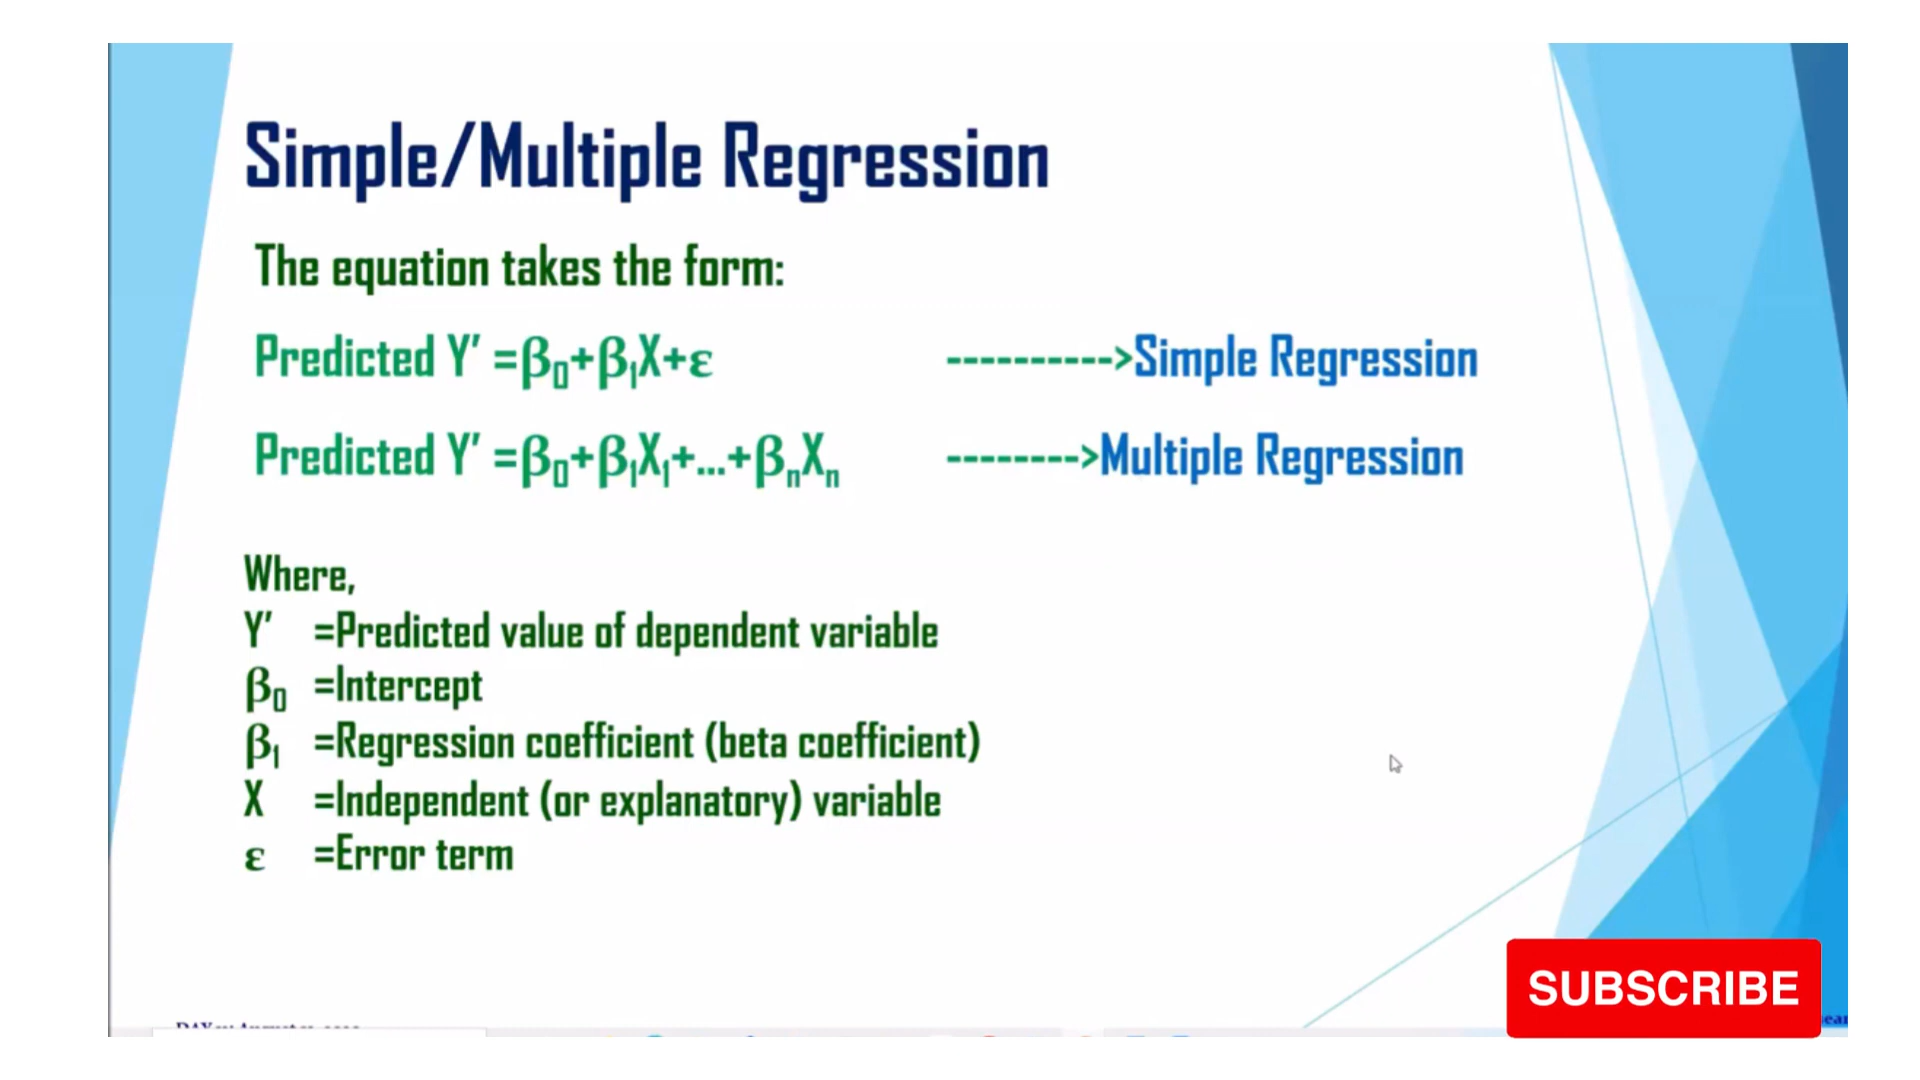 Simple/Multiple Regression
The equation takes the form:
Predicted Y′ =β₀+β₁X+ε ---------->Simple Regression
Predicted Y′ =β₀+β₁X₁+...+βₙXₙ -------->Multiple Regression
Where,
Y′ =Predicted value of dependent variable
β₀ =Intercept
β₁ =Regression coefficient (beta coefficient)
X =Independent (or explanatory) variable
ε =Error term
SUBSCRIBE